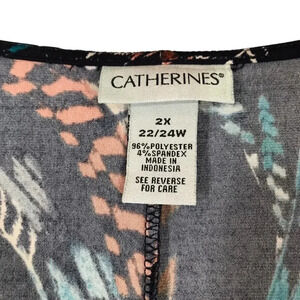 CATHERINES®
2X
22/24W
96% POLYESTER
4% SPANDEX
MADE IN
INDONESIA
SEE REVERSE
FOR CARE